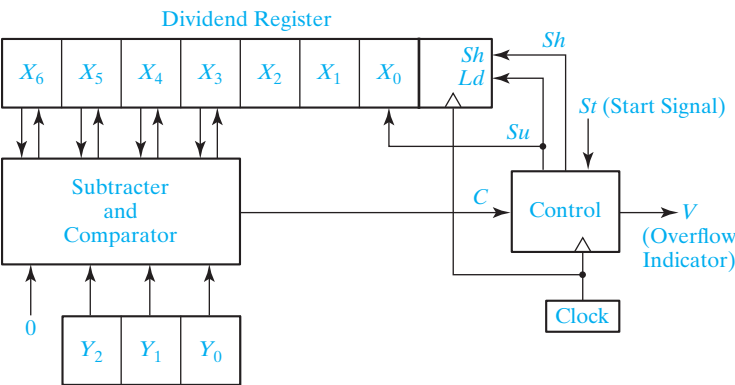 Dividend Register
X6 X5 X4 X3 X2 X1 X0
Sh
Ld
Sh
St (Start Signal)
Su
Subtracter
and
Comparator
C
Control
V
(Overflow
Indicator)
0
Y2 Y1 Y0
Clock